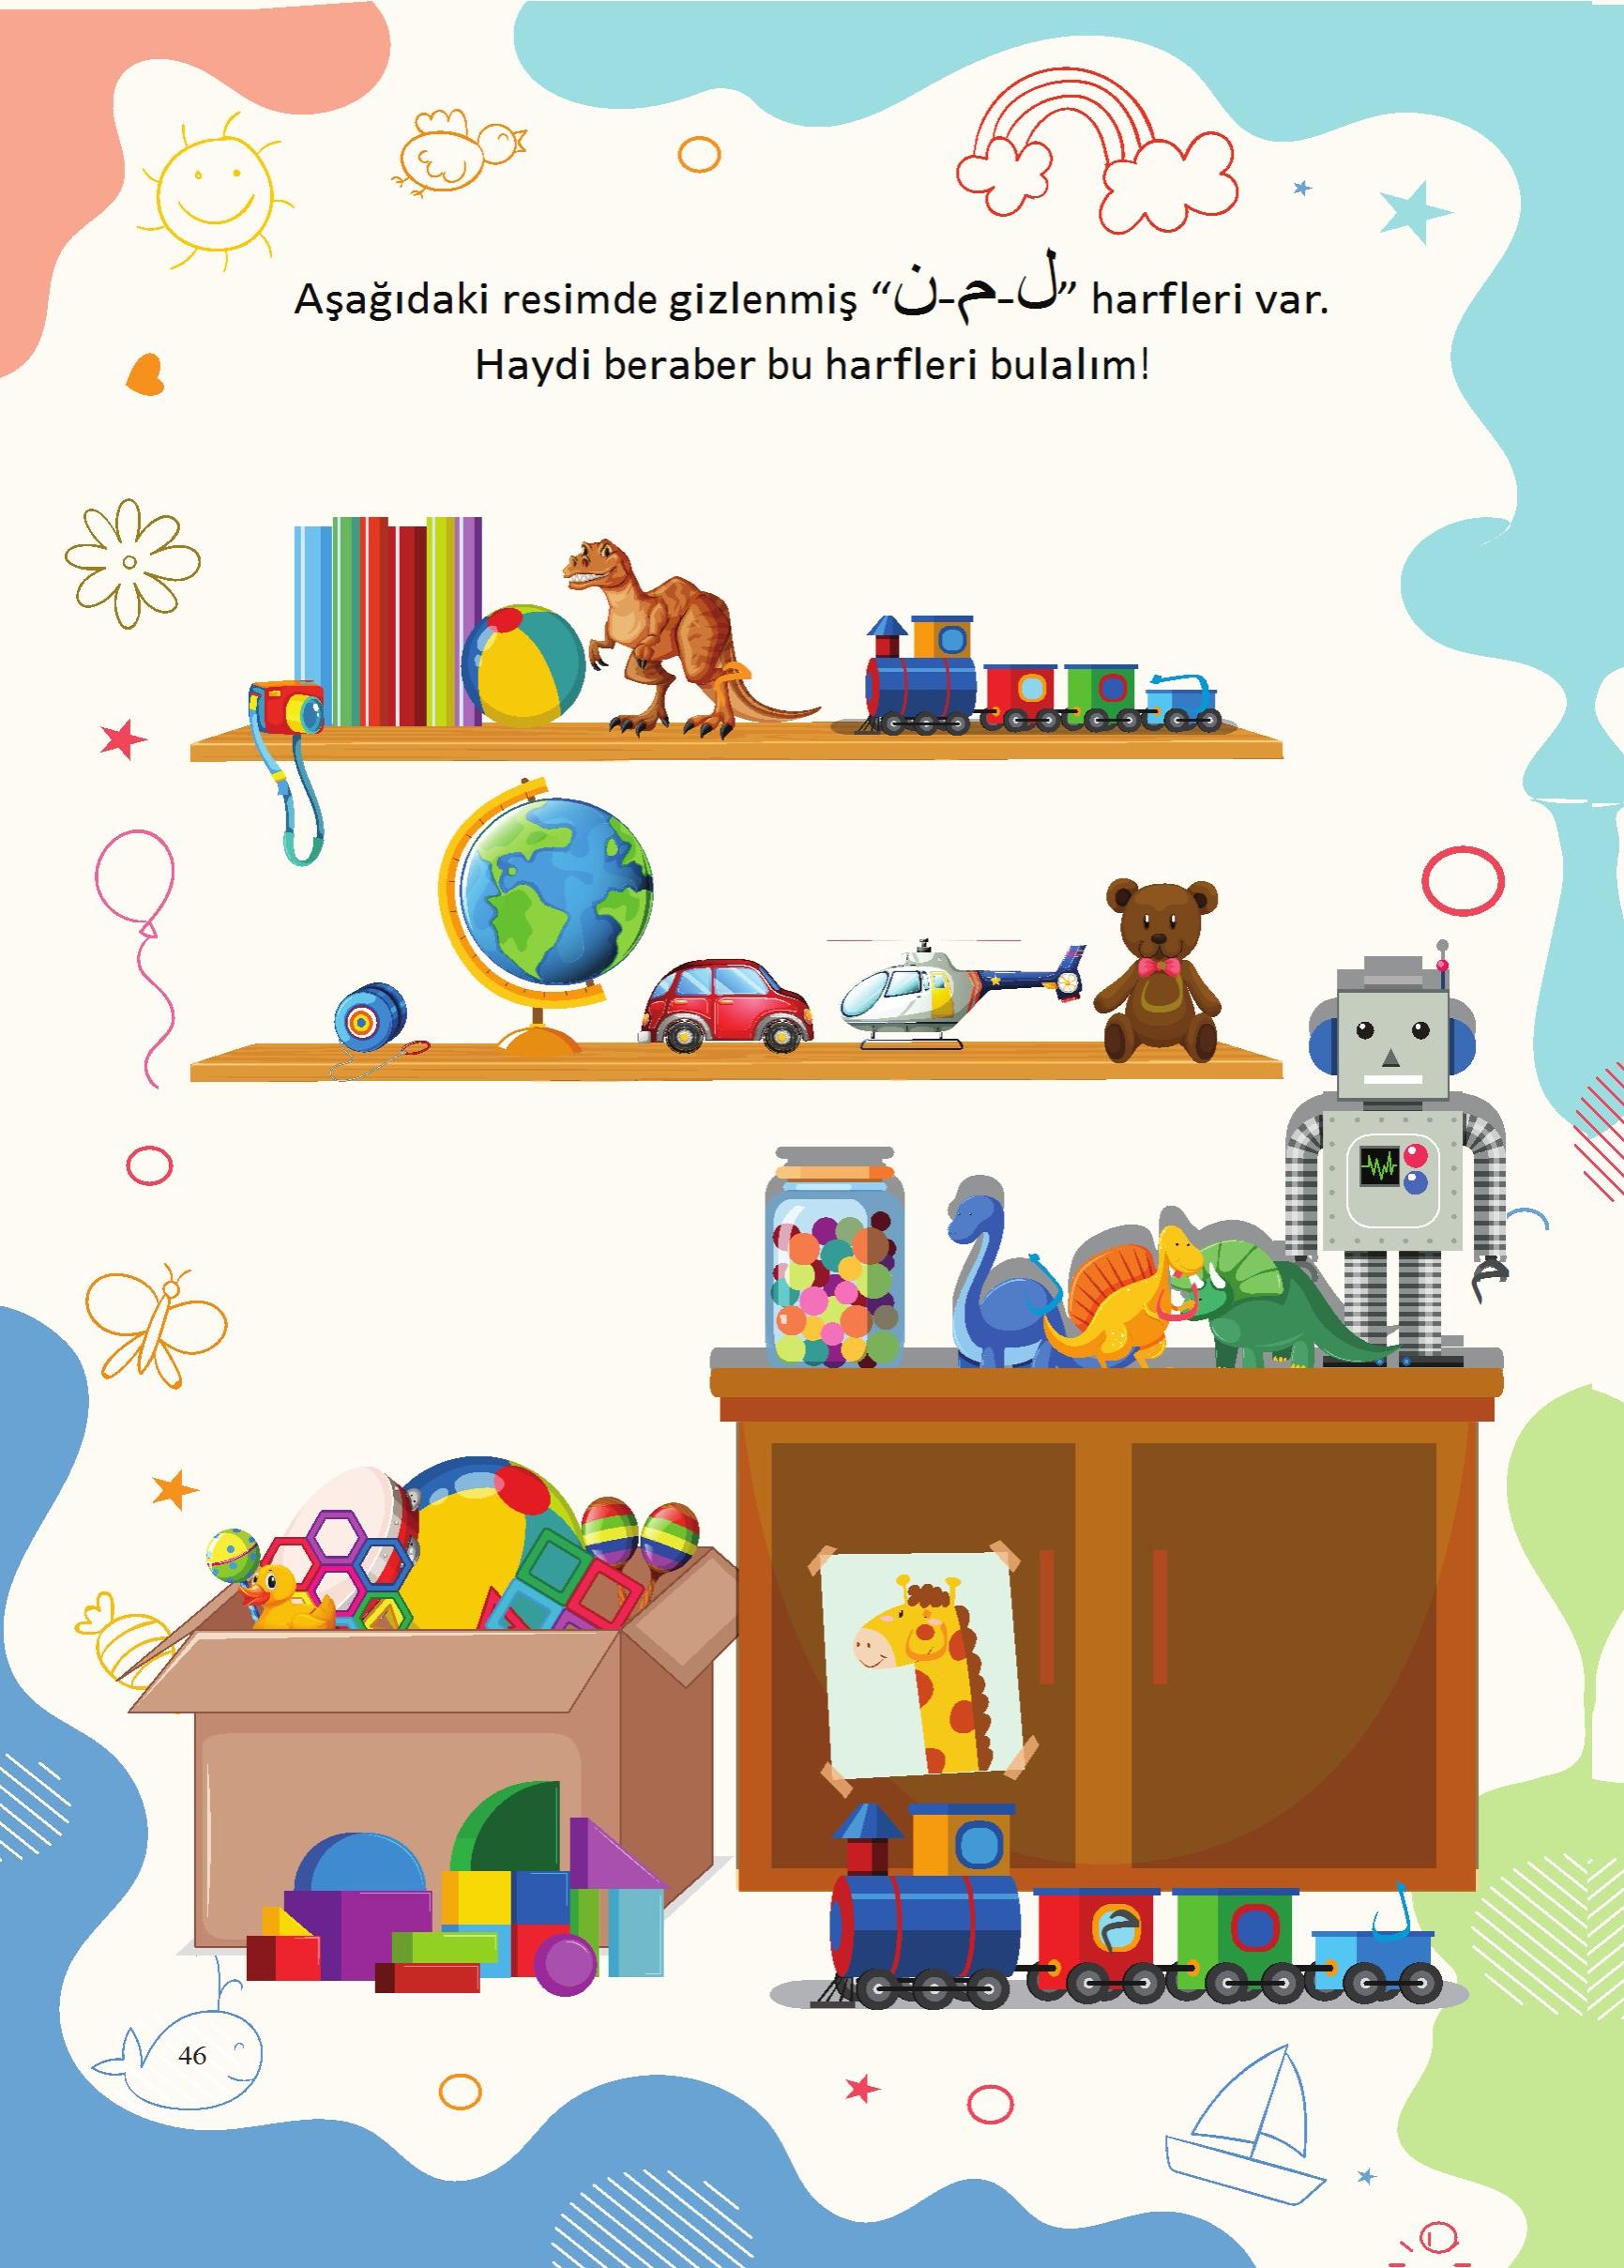 Aşağıdaki resimde gizlenmiş “ل-م-ن” harfleri var.
Haydi beraber bu harfleri bulalım!
46